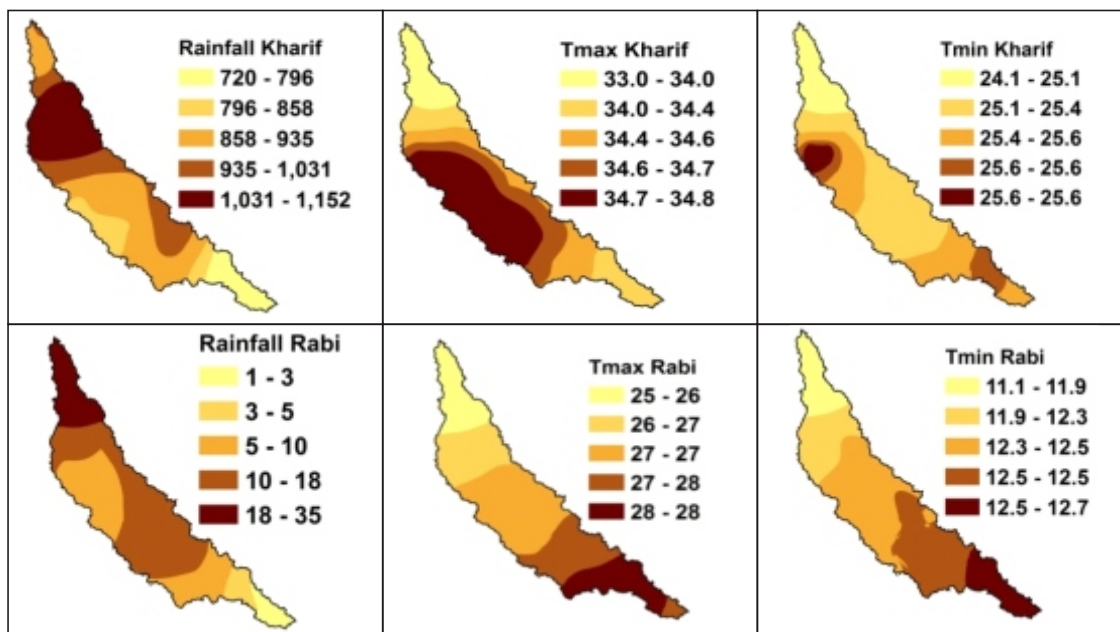 Rainfall Kharif
720 - 796
796 - 858
858 - 935
935 - 1,031
1,031 - 1,152
Tmax Kharif
33.0 - 34.0
34.0 - 34.4
34.4 - 34.6
34.6 - 34.7
34.7 - 34.8
Tmin Kharif
24.1 - 25.1
25.1 - 25.4
25.4 - 25.6
25.6 - 25.6
25.6 - 25.6
Rainfall Rabi
1 - 3
3 - 5
5 - 10
10 - 18
18 - 35
Tmax Rabi
25 - 26
26 - 27
27 - 27
27 - 28
28 - 28
Tmin Rabi
11.1 - 11.9
11.9 - 12.3
12.3 - 12.5
12.5 - 12.5
12.5 - 12.7